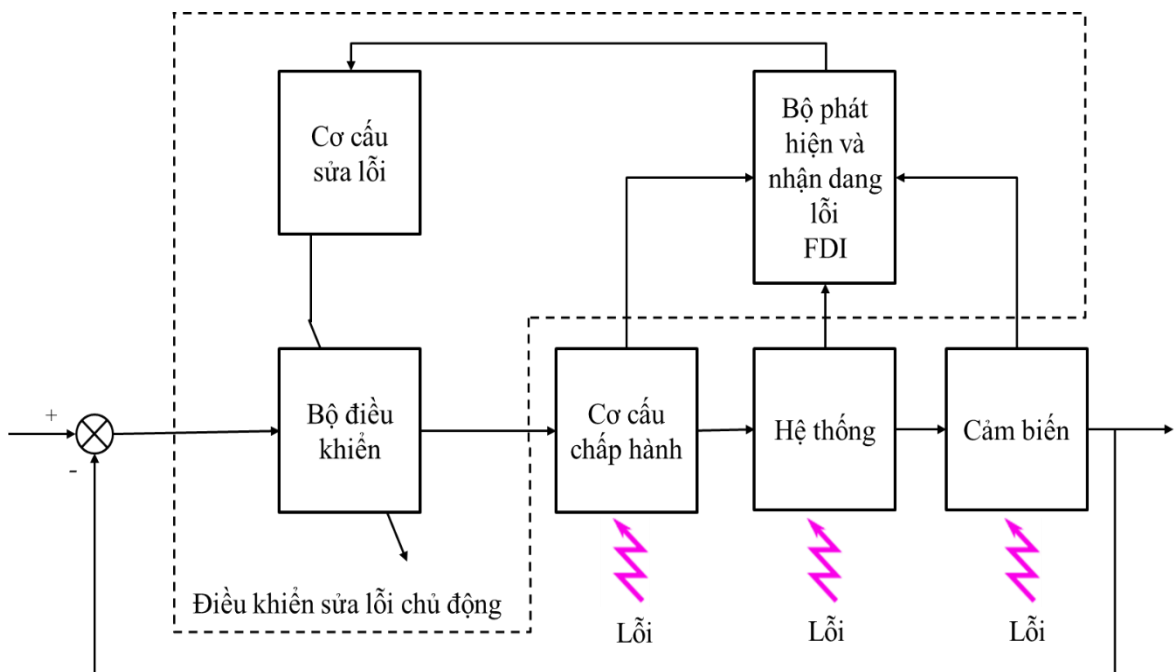 Cơ cấu
sửa lỗi
Bộ phát
hiện và
nhận dang
lỗi
FDI
+
-
Bộ điều
khiển
Cơ cấu
chấp hành
Hệ thống
Cảm biến
Điều khiển sửa lỗi chủ động
Lỗi
Lỗi
Lỗi